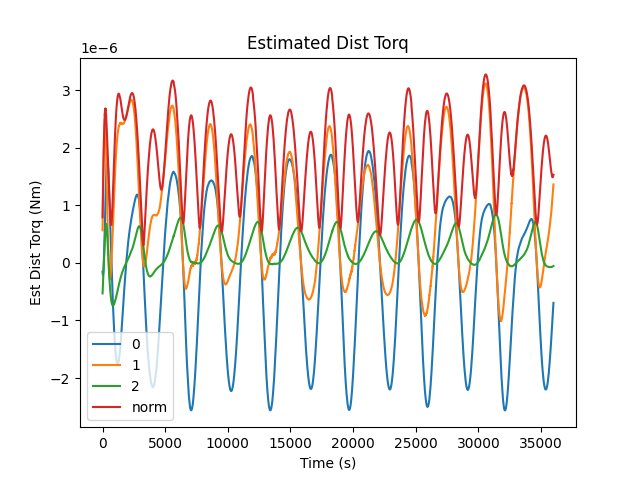 Estimated Dist Torq
1e−6
Est Dist Torq (Nm)
3
2
1
0
−1
−2
0
1
2
norm
0 5000 10000 15000 20000 25000 30000 35000
Time (s)